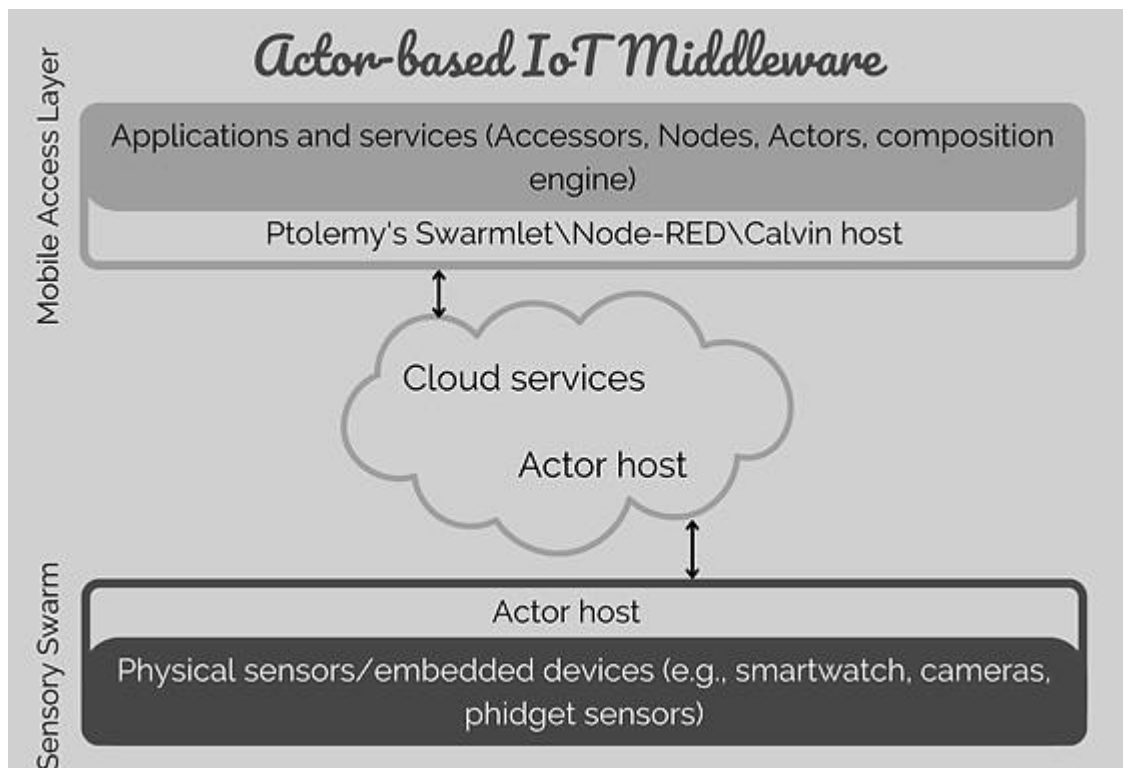 Actor-based IoT Middleware
Mobile Access Layer
Applications and services (Accessors, Nodes, Actors, composition
engine)
Ptolemy's Swarmlet\Node-RED\Calvin host
Cloud services
Actor host
Sensory Swarm
Actor host
Physical sensors/embedded devices (e.g., smartwatch, cameras,
phidget sensors)